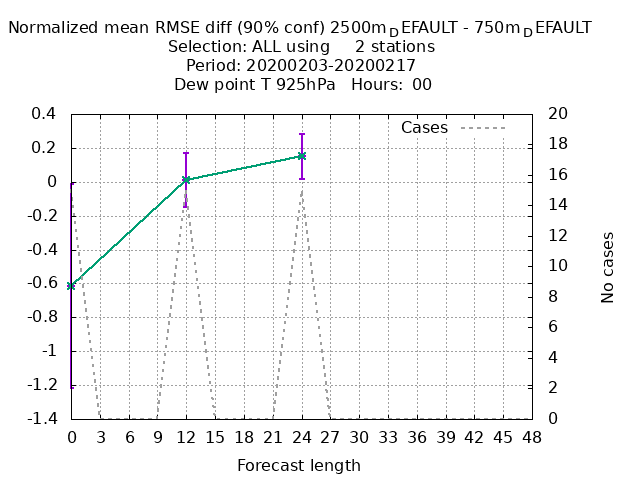 Normalized mean RMSE diff (90% conf) 2500mDEFAULT - 750mDEFAULT
Selection: ALL using 2 stations
Period: 20200203-20200217
Dew point T 925hPa Hours: 00
Cases
0.4
0.2
0
-0.2
-0.4
-0.6
-0.8
-1
-1.2
-1.4
20
18
16
14
12
10
8
6
4
2
0
No cases
0 3 6 9 12 15 18 21 24 27 30 33 36 39 42 45 48
Forecast length